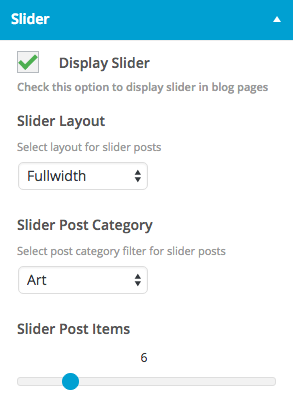 Slider
Display Slider
Check this option to display slider in blog pages
Slider Layout
Select layout for slider posts
Fullwidth
Slider Post Category
Select post category filter for slider posts
Art
Slider Post Items
6